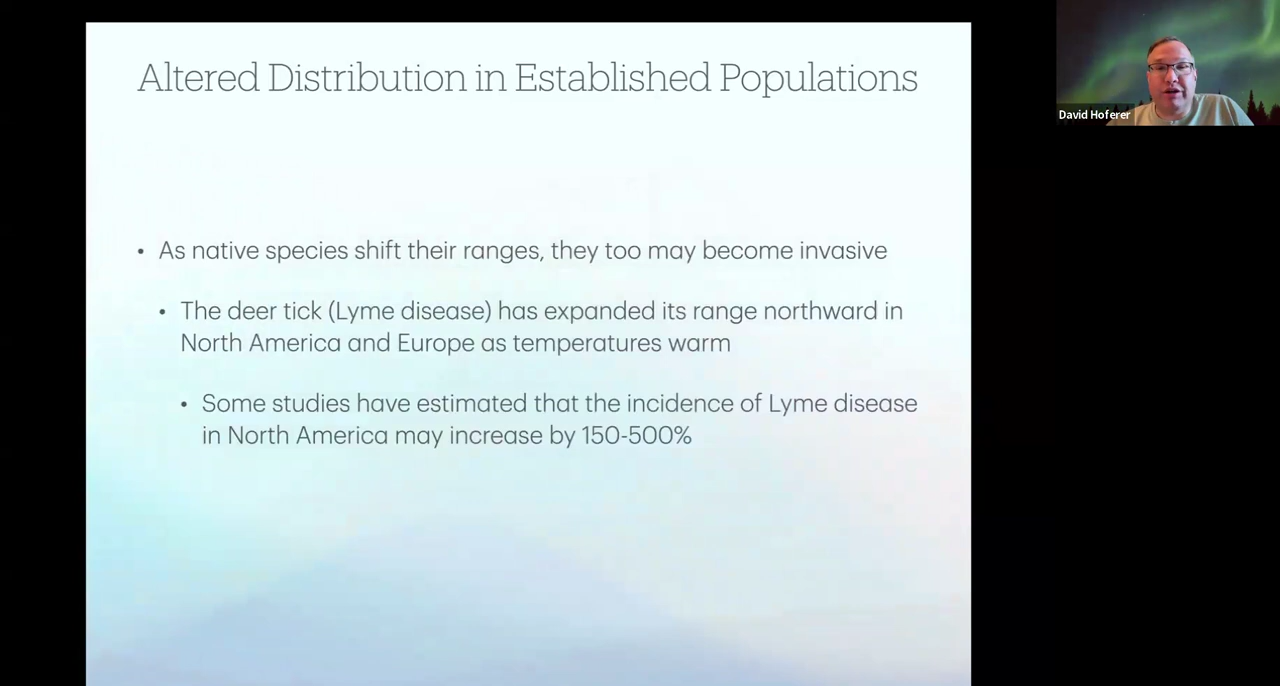 Altered Distribution in Established Populations
David Hoferer
• As native species shift their ranges, they too may become invasive
• The deer tick (Lyme disease) has expanded its range northward in
North America and Europe as temperatures warm
• Some studies have estimated that the incidence of Lyme disease
in North America may increase by 150-500%